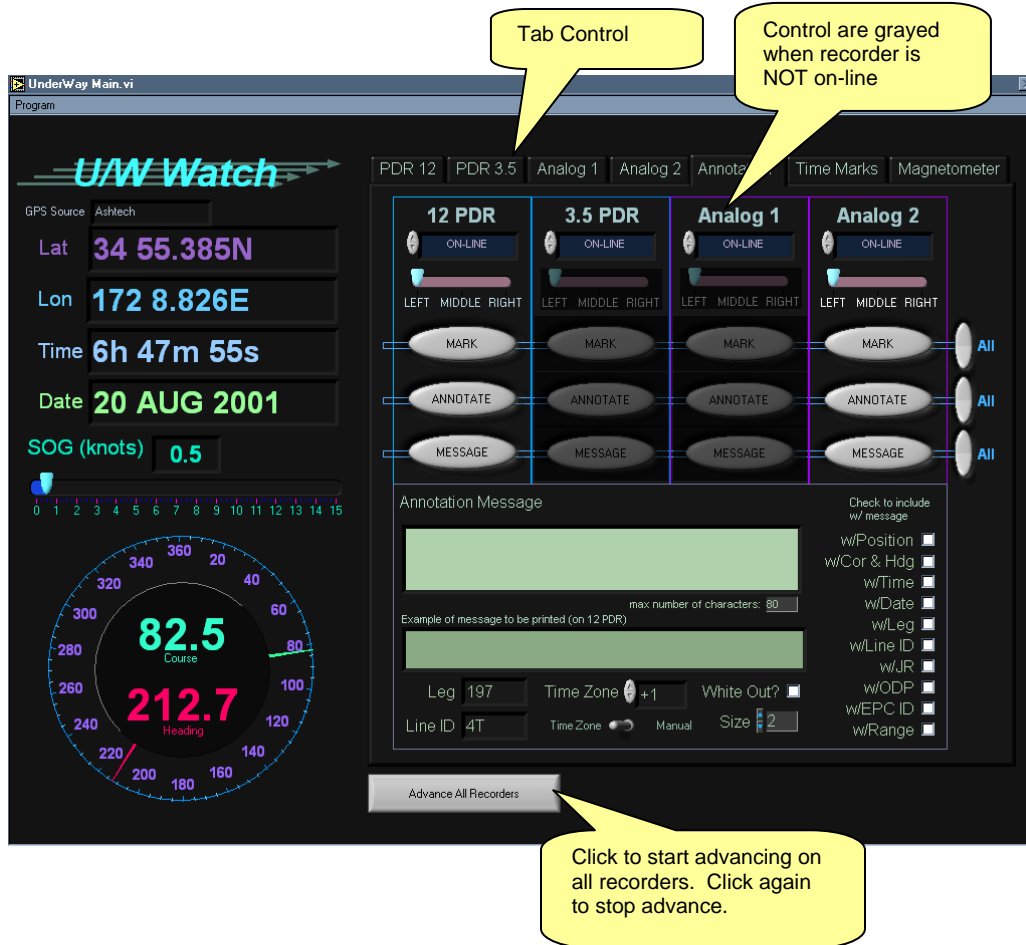 Tab Control
Control are grayed
when recorder is
NOT on-line
UnderWay Main.vi
Program
U/W Watch
GPS Source Ashtech
Lat 34 55.385N
Lon 172 8.826E
Time 6h 47m 55s
Date 20 AUG 2001
SOG (knots) 0.5
0 1 2 3 4 5 6 7 8 9 10 11 12 13 14 15
360 20 40 60 80 100 120 140 160 180 200 220 240 260 280 300 320 340
82.5
Course
212.7
Heading
PDR 12 PDR 3.5 Analog 1 Analog 2 Time Marks Magnetometer
12 PDR 3.5 PDR Analog 1 Analog 2
ON-LINE ON-LINE ON-LINE ON-LINE
LEFT MIDDLE RIGHT LEFT MIDDLE RIGHT LEFT MIDDLE RIGHT LEFT MIDDLE RIGHT
MARK MARK MARK MARK All
ANNOTATE ANNOTATE ANNOTATE ANNOTATE All
MESSAGE MESSAGE MESSAGE MESSAGE All
Annotation Message
max number of characters: 80
Example of message to be printed (on 12 PDR)
Leg 197 Time Zone +1 White Out?
Line ID 4T Time Zone Manual Size 2
Check to include
w/ message
w/Position
w/Cor & Hdg
w/Time
w/Date
w/Leg
w/Line ID
w/JR
w/ODP
w/EPC ID
w/Range
Advance All Recorders
Click to start advancing on
all recorders. Click again
to stop advance.